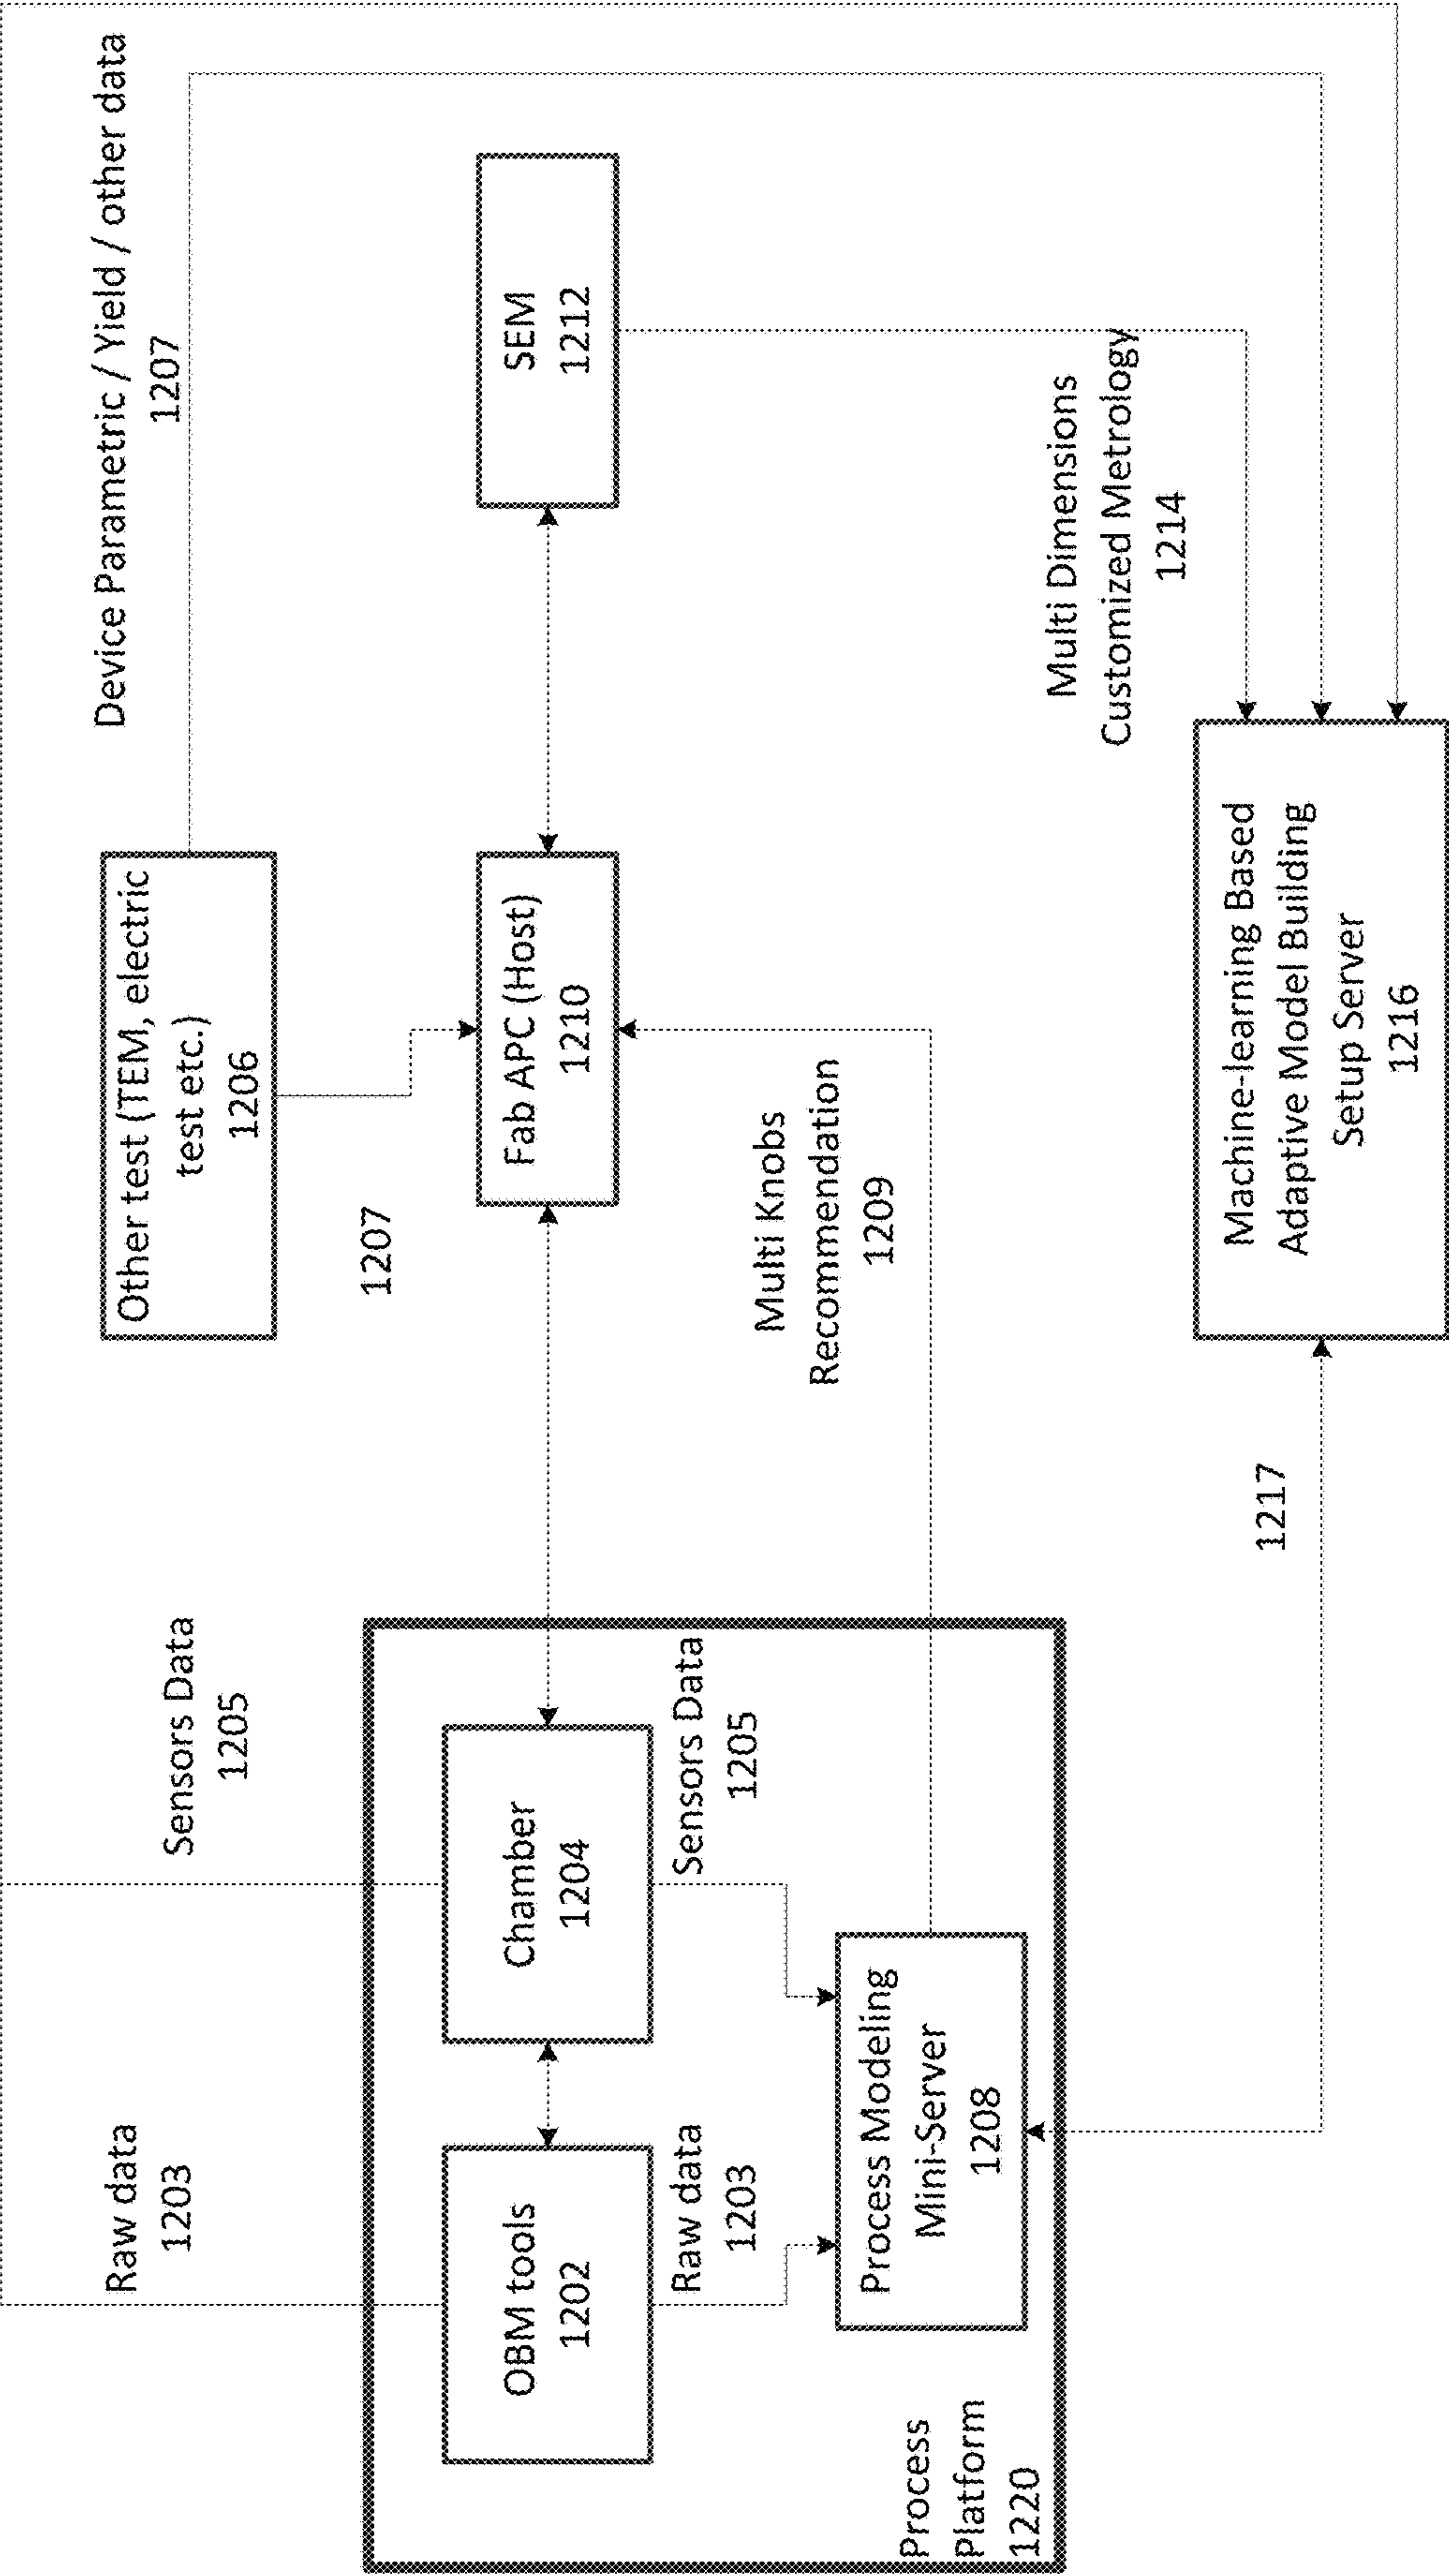 Device Parametric / Yield / other data
1207
Other test (TEM, electric
test etc.)
1206
Raw data
1203
Sensors Data
1205
1207
OBM tools
1202
Chamber
1204
Fab APC (Host)
1210
SEM
1212
Raw data
1203
Sensors Data
1205
Multi Knobs
Recommendation
1209
Process Modeling
Mini-Server
1208
Process
Platform
1220
Multi Dimensions
Customized Metrology
1214
1217
Machine-learning Based
Adaptive Model Building
Setup Server
1216